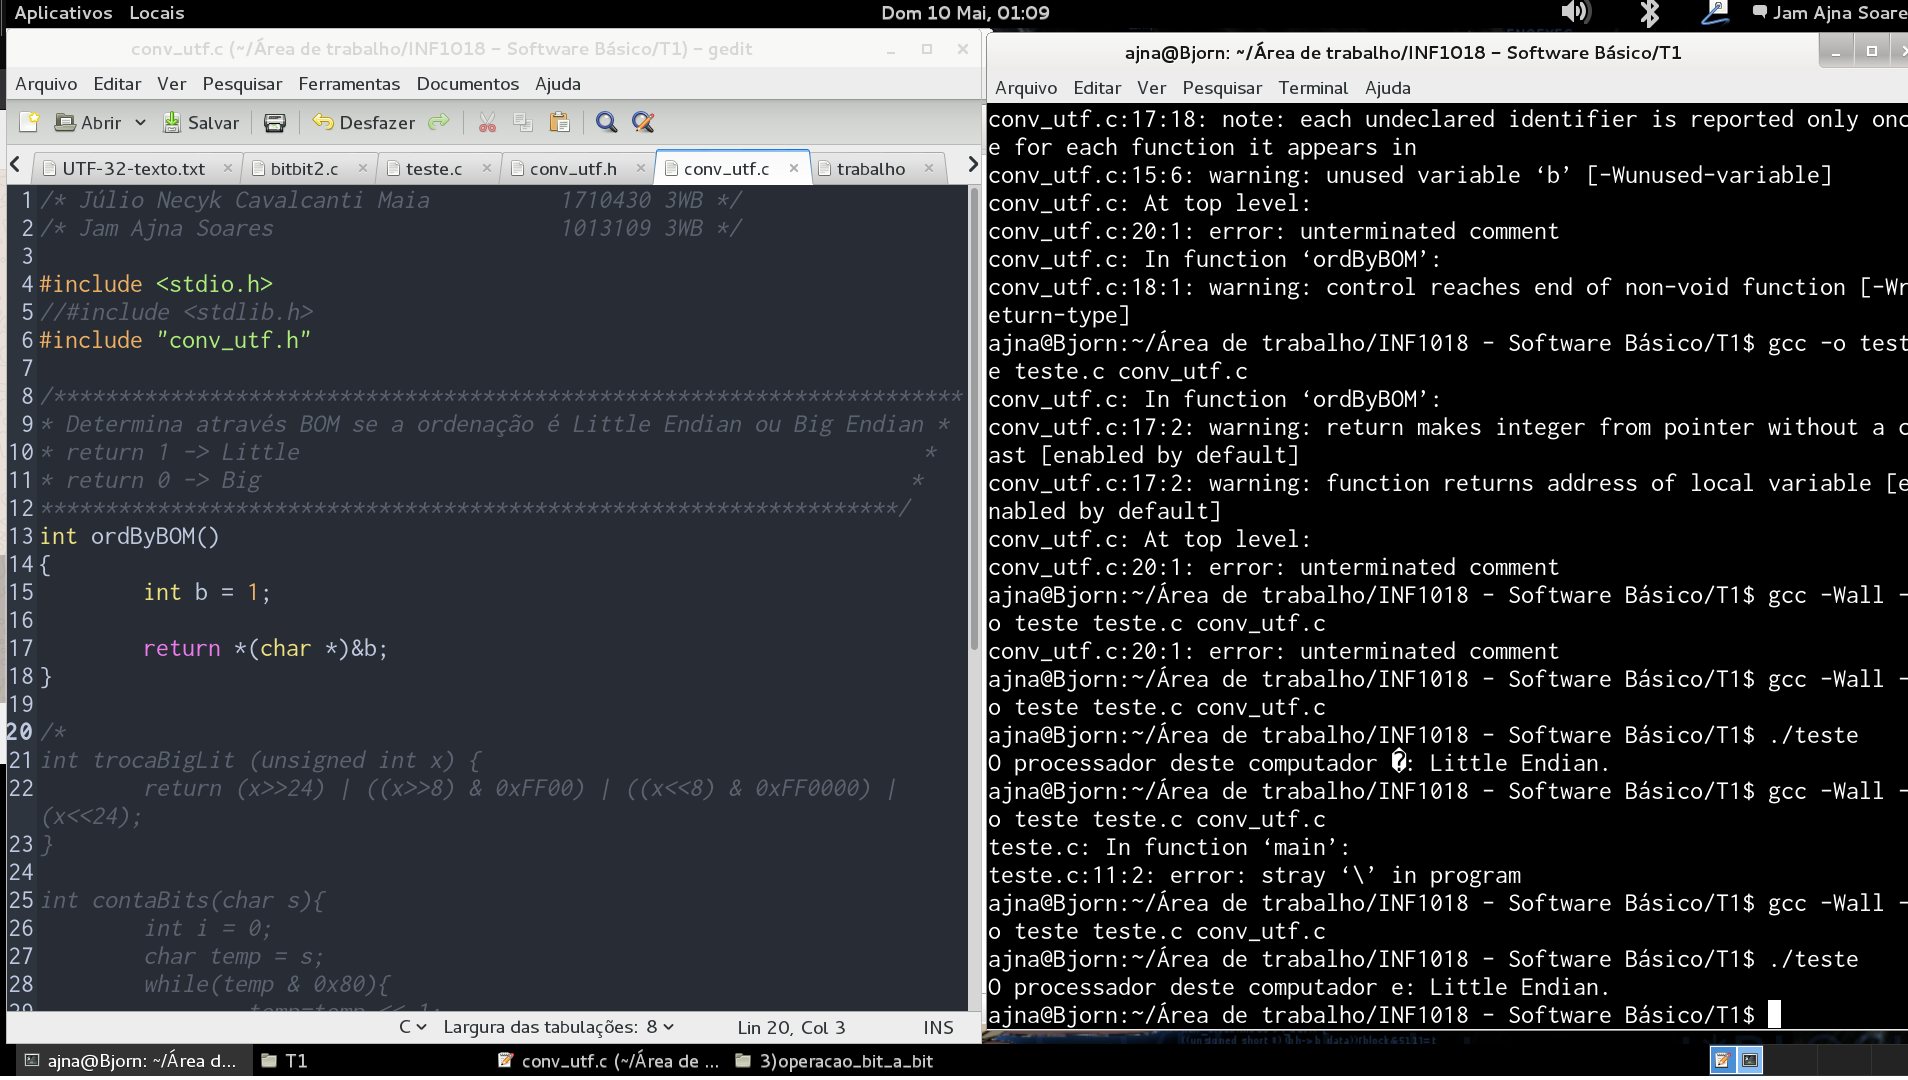 Aplicativos Locais
Dom 10 Mai, 01:09
Jam Ajna Soare
conv_utf.c (~/Área de trabalho/INF1018 – Software Básico/T1) – gedit
Arquivo Editar Ver Pesquisar Ferramentas Documentos Ajuda
Abrir Salvar Desfazer
UTF-32-texto.txt bitbit2.c teste.c conv_utf.h conv_utf.c trabalho
1 /* Júlio Necyk Cavalcanti Maia 1710430 3WB */
2 /* Jam Ajna Soares 1013109 3WB */
3
4 #include <stdio.h>
5 //#include <stdlib.h>
6 #include "conv_utf.h"
7
8 /**********************************************************************
9 * Determina através BOM se a ordenação é Little Endian ou Big Endian *
10 * return 1 -> Little *
11 * return 0 -> Big *
12 ******************************************************************/
13 int ordByBOM()
14 {
15 int b = 1;
16
17 return *(char *)&b;
18 }
19
20 /*
21 int trocaBigLit (unsigned int x) {
22 return (x>>24) | ((x>>8) & 0xFF00) | ((x<<8) & 0xFF0000) |
(x<<24);
23 }
24
25 int contaBits(char s){
26 int i = 0;
27 char temp = s;
28 while(temp & 0x80){
29 temp=temp << 1;
C Largura das tabulações: 8 Lin 20, Col 3 INS
ajna@Bjorn: ~/Área de trabalho/INF1018 – Software Básico/T1
Arquivo Editar Ver Pesquisar Terminal Ajuda
conv_utf.c:17:18: note: each undeclared identifier is reported only onc
e for each function it appears in
conv_utf.c:15:6: warning: unused variable ‘b’ [-Wunused-variable]
conv_utf.c: At top level:
conv_utf.c:20:1: error: unterminated comment
conv_utf.c: In function ‘ordByBOM’:
conv_utf.c:18:1: warning: control reaches end of non-void function [-Wr
eturn-type]
ajna@Bjorn:~/Área de trabalho/INF1018 - Software Básico/T1$ gcc -o test
e teste.c conv_utf.c
conv_utf.c: In function ‘ordByBOM’:
conv_utf.c:17:2: warning: return makes integer from pointer without a c
ast [enabled by default]
conv_utf.c:17:2: warning: function returns address of local variable [e
nabled by default]
conv_utf.c: At top level:
conv_utf.c:20:1: error: unterminated comment
ajna@Bjorn:~/Área de trabalho/INF1018 - Software Básico/T1$ gcc -Wall -
o teste teste.c conv_utf.c
conv_utf.c:20:1: error: unterminated comment
ajna@Bjorn:~/Área de trabalho/INF1018 - Software Básico/T1$ gcc -Wall -
o teste teste.c conv_utf.c
ajna@Bjorn:~/Área de trabalho/INF1018 - Software Básico/T1$ ./teste
O processador deste computador �: Little Endian.
ajna@Bjorn:~/Área de trabalho/INF1018 - Software Básico/T1$ gcc -Wall -
o teste teste.c conv_utf.c
teste.c: In function ‘main’:
teste.c:11:2: error: stray ‘\’ in program
ajna@Bjorn:~/Área de trabalho/INF1018 - Software Básico/T1$ gcc -Wall -
o teste teste.c conv_utf.c
ajna@Bjorn:~/Área de trabalho/INF1018 - Software Básico/T1$ ./teste
O processador deste computador e: Little Endian.
ajna@Bjorn:~/Área de trabalho/INF1018 - Software Básico/T1$
ajna@Bjorn: ~/Área d... T1 conv_utf.c (~/Área de ... 3)operacao_bit_a_bit